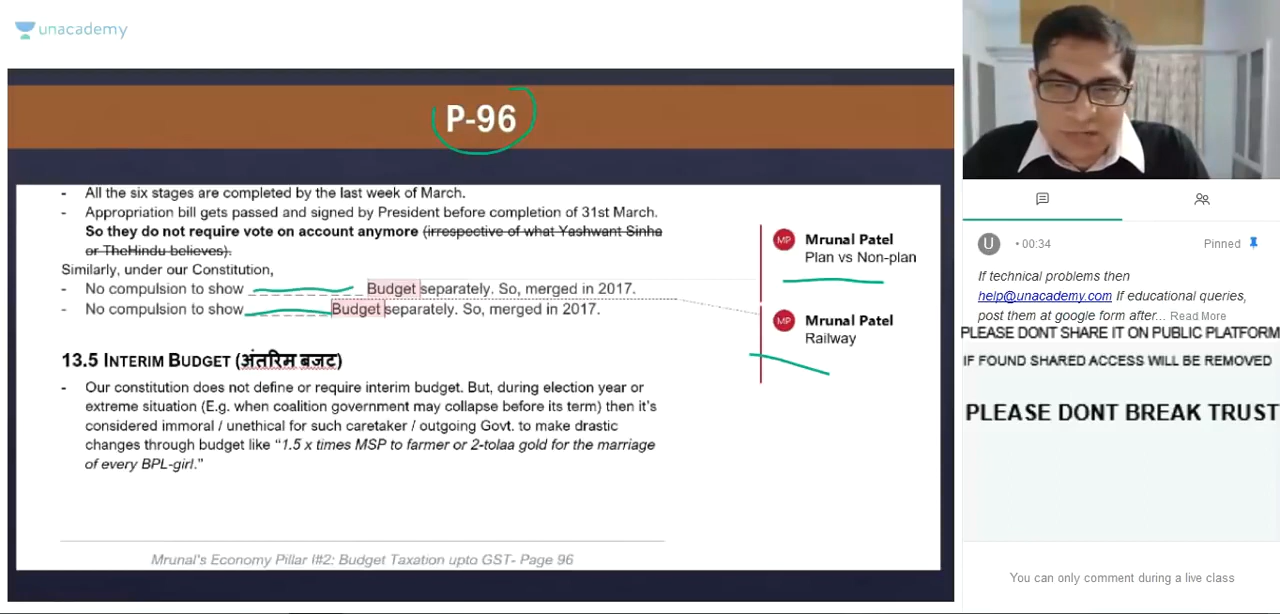 unacademy
P-96
- All the six stages are completed by the last week of March.
- Appropriation bill gets passed and signed by President before completion of 31st March.
So they do not require vote on account anymore (irrespective of what Yashwant Sinha
or TheHindu believes).
Similarly, under our Constitution,
- No compulsion to show ____________ Budget separately. So, merged in 2017.
- No compulsion to show____________Budget separately. So, merged in 2017.
13.5 INTERIM BUDGET (अंतरिम बजट)
- Our constitution does not define or require interim budget. But, during election year or
extreme situation (E.g. when coalition government may collapse before its term) then it's
considered immoral / unethical for such caretaker / outgoing Govt. to make drastic
changes through budget like "1.5 x times MSP to farmer or 2-tolaa gold for the marriage
of every BPL-girl."
Mrunal's Economy Pillar I#2: Budget Taxation upto GST- Page 96
MP Mrunal Patel
Plan vs Non-plan
MP Mrunal Patel
Railway
U • 00:34 Pinned
If technical problems then
help@unacademy.com If educational queries,
post them at google form after... Read More
PLEASE DONT SHARE IT ON PUBLIC PLATFORM
IF FOUND SHARED ACCESS WILL BE REMOVED
PLEASE DONT BREAK TRUST
You can only comment during a live class